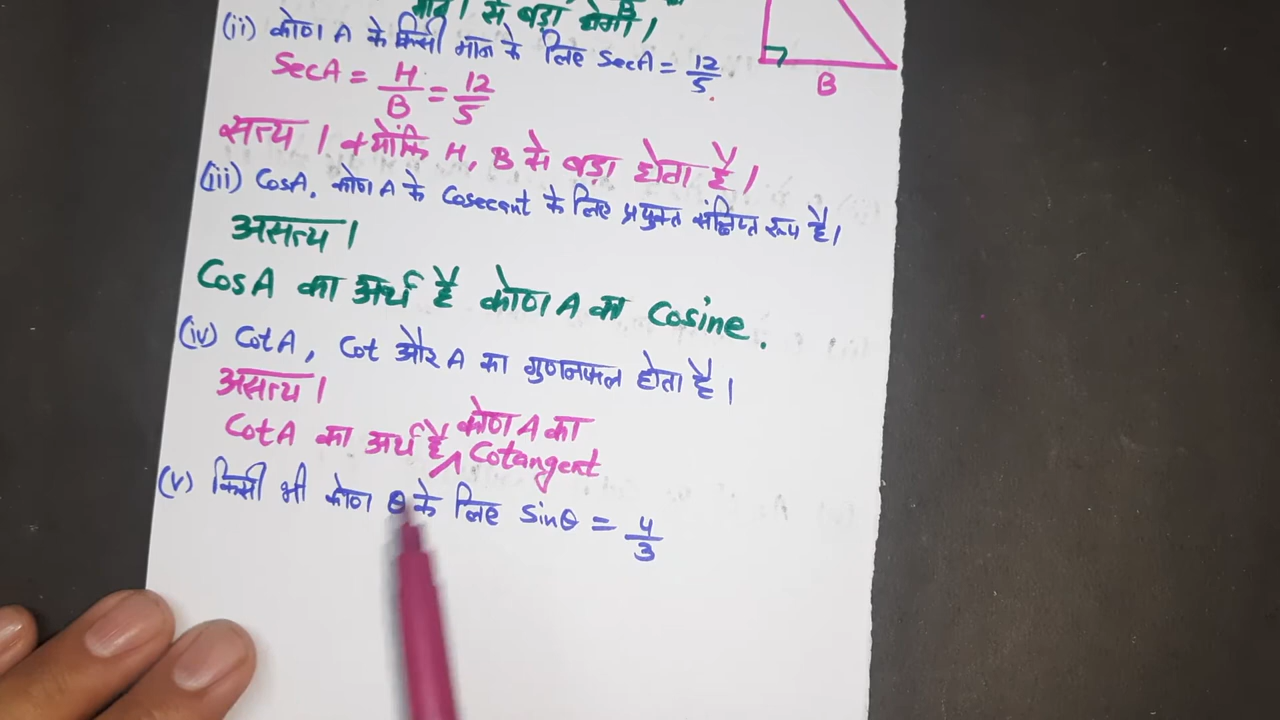 से बड़ा होगी।
(ii) कोण A के किसी मान के लिए SecA = 12/5.
B
SecA = H/B = 12/5
सत्य। क्योंकि H, B से बड़ा होता है।
(iii) CosA, कोण A के Cosecant के लिए प्रयुक्त संक्षिप्त रूप है।
असत्य।
CosA का अर्थ है कोण A का Cosine.
(iv) CotA, Cot और A का गुणनफल होता है।
असत्य।
CotA का अर्थ है कोण A का Cotangent
(v) किसी भी कोण θ के लिए sinθ = 4/3